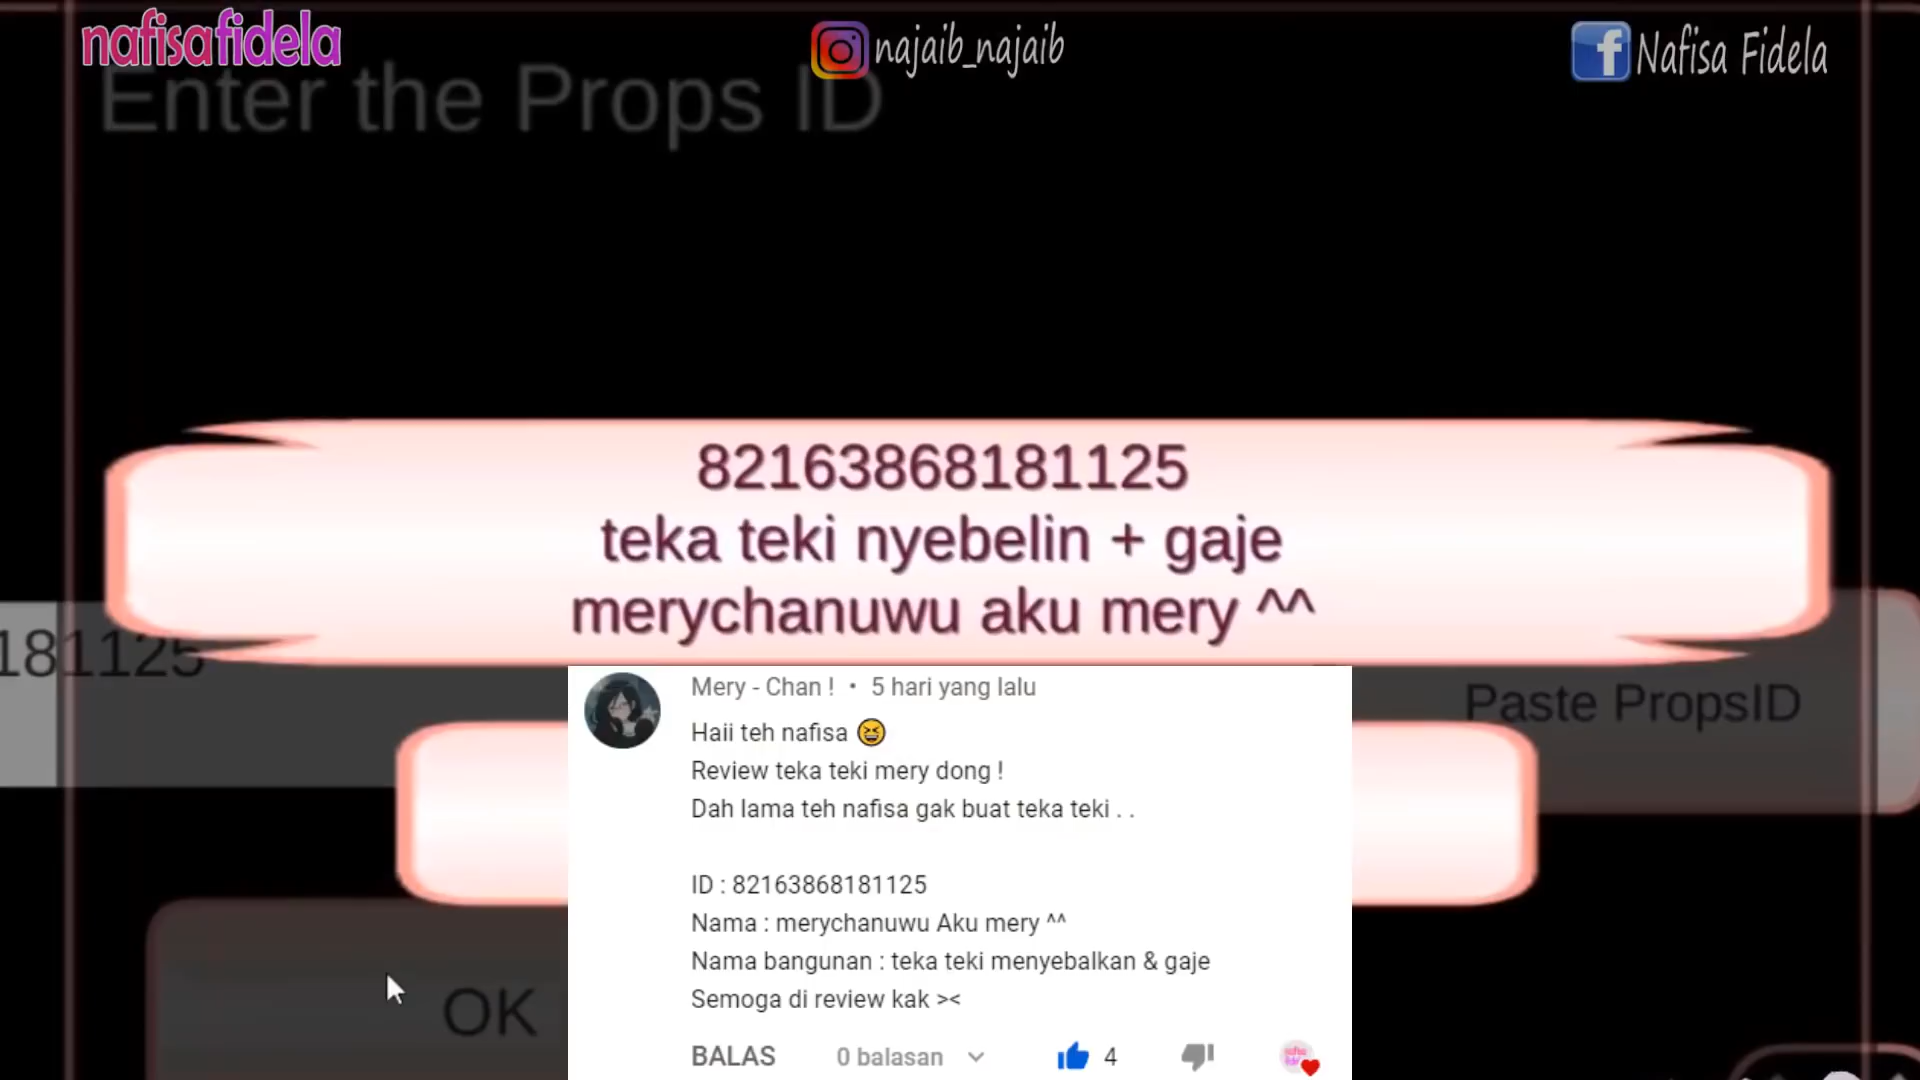 nafisafidela
najaib_najaib
Nafisa Fidela
Enter the Props ID
82163868181125
teka teki nyebelin + gaje
merychanuwu aku mery ^^
181125
Paste PropsID
Mery - Chan ! • 5 hari yang lalu
Haii teh nafisa 😆
Review teka teki mery dong !
Dah lama teh nafisa gak buat teka teki . .
ID : 82163868181125
Nama : merychanuwu Aku mery ^^
Nama bangunan : teka teki menyebalkan & gaje
Semoga di review kak ><
OK
BALAS 0 balasan 4